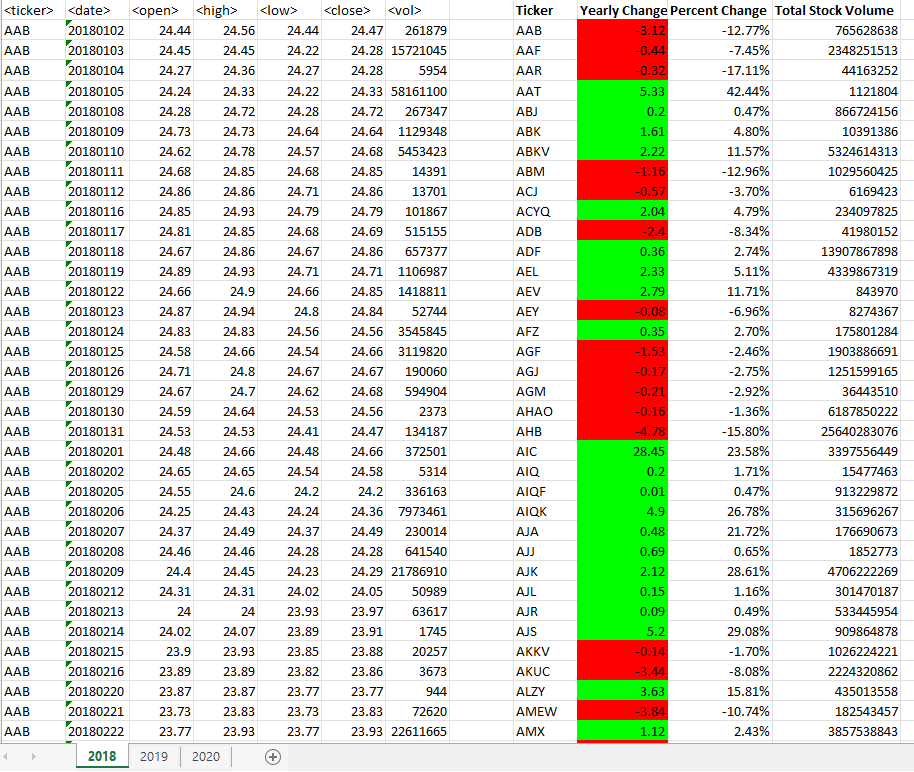 <ticker> <date> <open> <high> <low> <close> <vol> Ticker Yearly Change Percent Change Total Stock Volume
AAB 20180102 24.44 24.56 24.44 24.47 261879 AAB -3.12 -12.77% 765628638
AAB 20180103 24.45 24.45 24.22 24.28 15721045 AAF -0.44 -7.45% 2348251513
AAB 20180104 24.27 24.36 24.27 24.28 5954 AAR -0.32 -17.11% 44163252
AAB 20180105 24.24 24.33 24.22 24.33 58161100 AAT 5.33 42.44% 1121804
AAB 20180108 24.28 24.72 24.28 24.72 267347 ABJ 0.2 0.47% 866724156
AAB 20180109 24.73 24.73 24.64 24.64 1129348 ABK 1.61 4.80% 10391386
AAB 20180110 24.62 24.78 24.57 24.68 5453423 ABKV 2.22 11.57% 5324614313
AAB 20180111 24.68 24.85 24.68 24.85 14391 ABM -1.16 -12.96% 1029560425
AAB 20180112 24.86 24.86 24.71 24.86 13701 ACJ -0.57 -3.70% 6169423
AAB 20180116 24.85 24.93 24.79 24.79 101867 ACYQ 2.04 4.79% 234097825
AAB 20180117 24.81 24.85 24.68 24.69 515155 ADB -2.4 -8.34% 41980152
AAB 20180118 24.67 24.86 24.67 24.86 657377 ADF 0.36 2.74% 13907867898
AAB 20180119 24.89 24.93 24.71 24.71 1106987 AEL 2.33 5.11% 4339867319
AAB 20180122 24.66 24.9 24.66 24.85 1418811 AEV 2.79 11.71% 843970
AAB 20180123 24.87 24.94 24.8 24.84 52744 AEY -0.08 -6.96% 8274367
AAB 20180124 24.83 24.83 24.56 24.56 3545845 AFZ 0.35 2.70% 175801284
AAB 20180125 24.58 24.66 24.54 24.66 3119820 AGF -1.53 -2.46% 1903886691
AAB 20180126 24.71 24.8 24.67 24.67 190060 AGJ -0.17 -2.75% 1251599165
AAB 20180129 24.67 24.7 24.62 24.68 594904 AGM -0.21 -2.92% 36443510
AAB 20180130 24.59 24.64 24.53 24.56 2373 AHAO -0.16 -1.36% 6187850222
AAB 20180131 24.53 24.53 24.41 24.47 134187 AHB -4.78 -15.80% 25640283076
AAB 20180201 24.48 24.66 24.48 24.66 372501 AIC 28.45 23.58% 3397556449
AAB 20180202 24.65 24.65 24.54 24.58 5314 AIQ 0.2 1.71% 15477463
AAB 20180205 24.55 24.6 24.2 24.2 336163 AIQF 0.01 0.47% 913229872
AAB 20180206 24.25 24.43 24.24 24.36 7973461 AIQK 4.9 26.78% 315696267
AAB 20180207 24.37 24.49 24.37 24.49 230014 AJA 0.48 21.72% 176690673
AAB 20180208 24.46 24.46 24.28 24.28 641540 AJJ 0.69 0.65% 1852773
AAB 20180209 24.4 24.45 24.23 24.29 21786910 AJK 2.12 28.61% 4706222269
AAB 20180212 24.31 24.31 24.02 24.05 50989 AJL 0.15 1.16% 301470187
AAB 20180213 24 24 23.93 23.97 63617 AJR 0.09 0.49% 533445954
AAB 20180214 24.02 24.07 23.89 23.91 1745 AJS 5.2 29.08% 909864878
AAB 20180215 23.9 23.93 23.85 23.88 20257 AKKV -0.14 -1.70% 1026224221
AAB 20180216 23.89 23.89 23.82 23.86 3673 AKUC -3.44 -8.08% 2224320862
AAB 20180220 23.87 23.87 23.77 23.77 944 ALZY 3.63 15.81% 435013558
AAB 20180221 23.73 23.83 23.73 23.83 72620 AMEW -3.84 -10.74% 182543457
AAB 20180222 23.77 23.93 23.77 23.93 22611665 AMX 1.12 2.43% 3857538843
2018 2019 2020